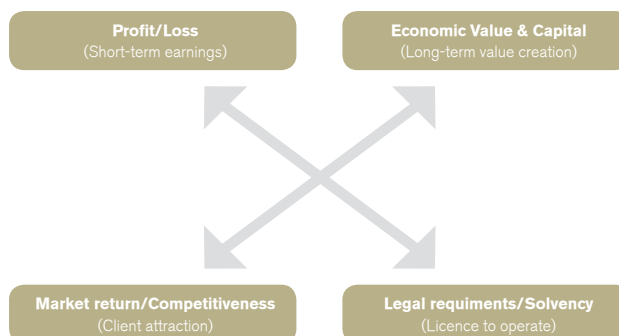 Profit/Loss
(Short-term earnings)
Economic Value & Capital
(Long-term value creation)
Market return/Competitiveness
(Client attraction)
Legal requiments/Solvency
(Licence to operate)